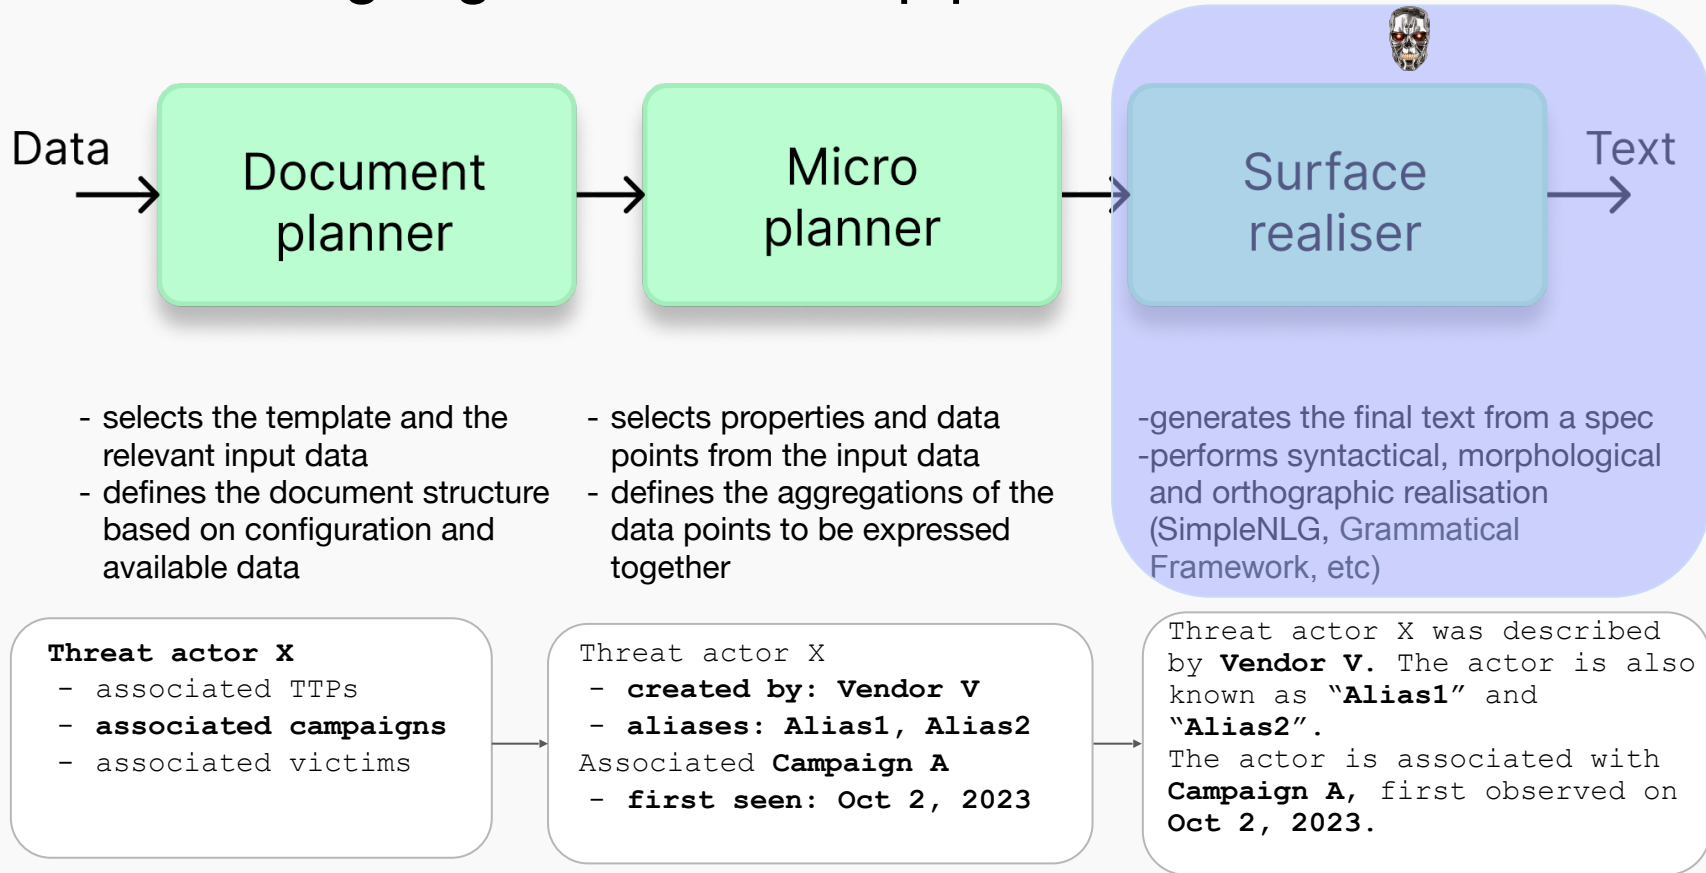 Data
Document
planner
Micro
planner
Surface
realiser
Text
- selects the template and the
relevant input data
- defines the document structure
based on configuration and
available data
- selects properties and data
points from the input data
- defines the aggregations of the
data points to be expressed
together
-generates the final text from a spec
-performs syntactical, morphological
and orthographic realisation
(SimpleNLG, Grammatical
Framework, etc)
Threat actor X
- associated TTPs
- associated campaigns
- associated victims
Threat actor X
- created by: Vendor V
- aliases: Alias1, Alias2
Associated Campaign A
- first seen: Oct 2, 2023
Threat actor X was described
by Vendor V. The actor is also
known as “Alias1” and
“Alias2”.
The actor is associated with
Campaign A, first observed on
Oct 2, 2023.